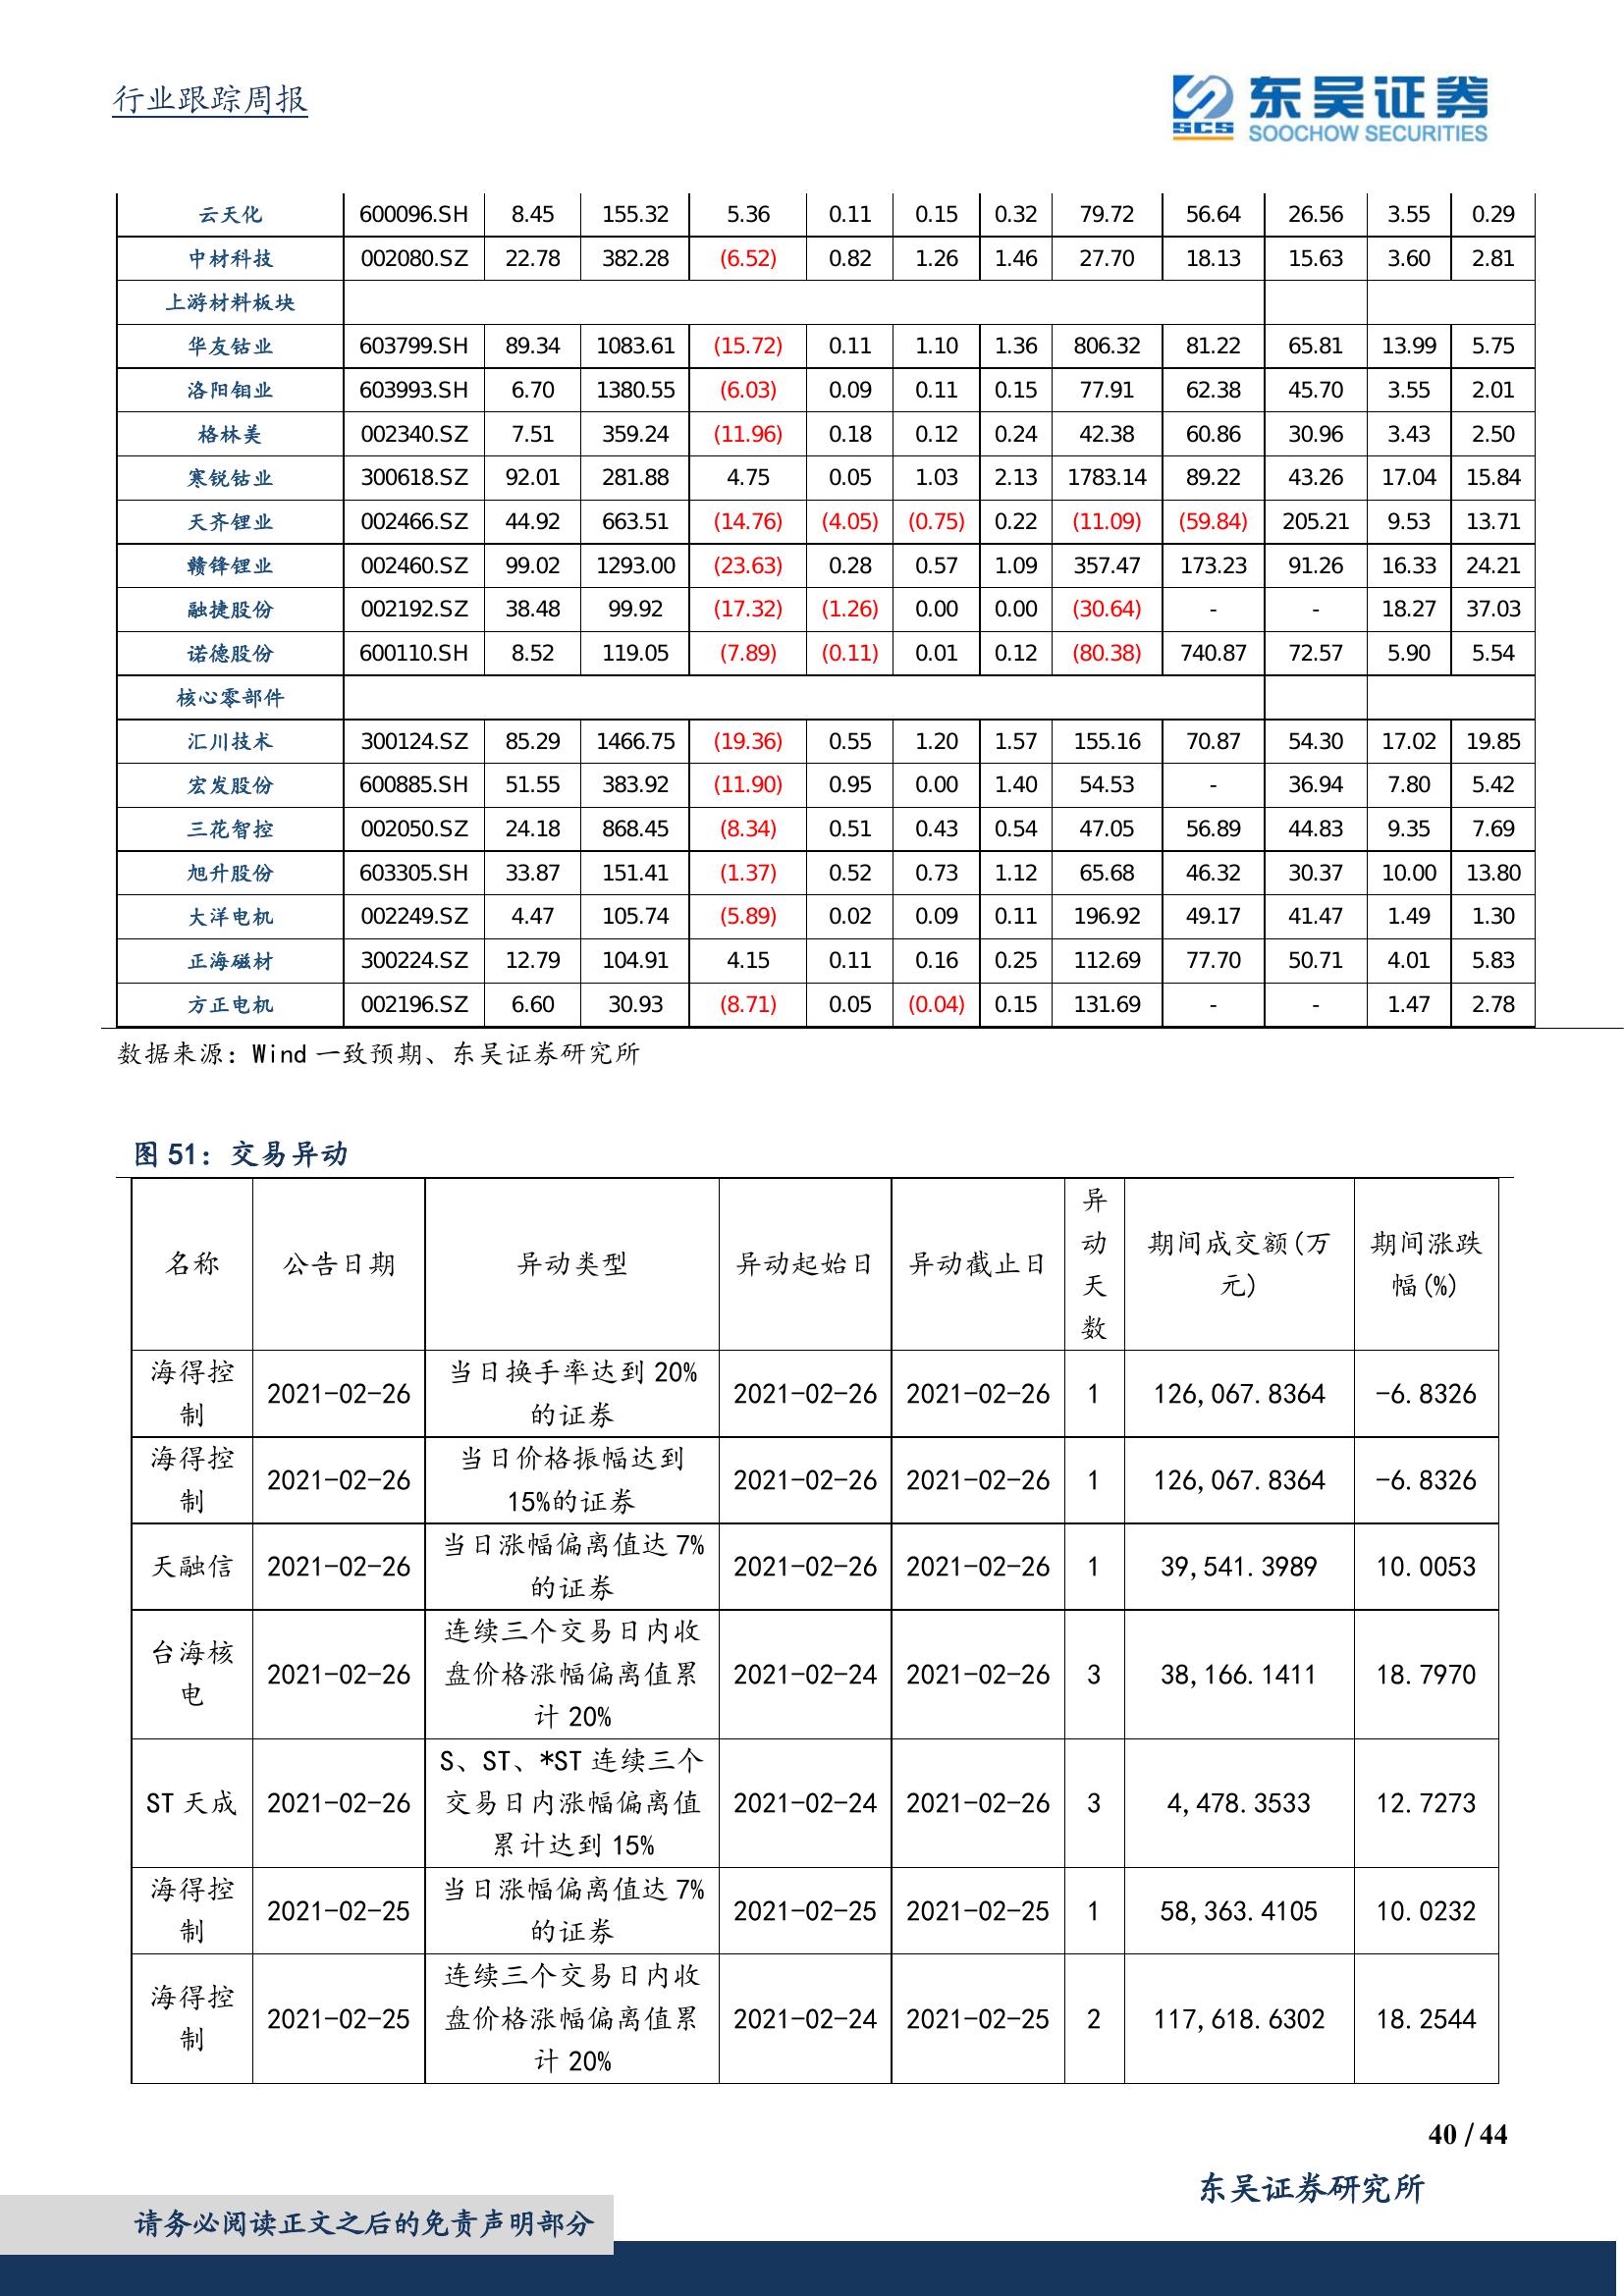 行业跟踪周报
SCS 东吴证券
SOOCHOW SECURITIES
云天化 600096.SH 8.45 155.32 5.36 0.11 0.15 0.32 79.72 56.64 26.56 3.55 0.29
中材科技 002080.SZ 22.78 382.28 (6.52) 0.82 1.26 1.46 27.70 18.13 15.63 3.60 2.81
上游材料板块
华友钴业 603799.SH 89.34 1083.61 (15.72) 0.11 1.10 1.36 806.32 81.22 65.81 13.99 5.75
洛阳钼业 603993.SH 6.70 1380.55 (6.03) 0.09 0.11 0.15 77.91 62.38 45.70 3.55 2.01
格林美 002340.SZ 7.51 359.24 (11.96) 0.18 0.12 0.24 42.38 60.86 30.96 3.43 2.50
寒锐钴业 300618.SZ 92.01 281.88 4.75 0.05 1.03 2.13 1783.14 89.22 43.26 17.04 15.84
天齐锂业 002466.SZ 44.92 663.51 (14.76) (4.05) (0.75) 0.22 (11.09) (59.84) 205.21 9.53 13.71
赣锋锂业 002460.SZ 99.02 1293.00 (23.63) 0.28 0.57 1.09 357.47 173.23 91.26 16.33 24.21
融捷股份 002192.SZ 38.48 99.92 (17.32) (1.26) 0.00 0.00 (30.64) - - 18.27 37.03
诺德股份 600110.SH 8.52 119.05 (7.89) (0.11) 0.01 0.12 (80.38) 740.87 72.57 5.90 5.54
核心零部件
汇川技术 300124.SZ 85.29 1466.75 (19.36) 0.55 1.20 1.57 155.16 70.87 54.30 17.02 19.85
宏发股份 600885.SH 51.55 383.92 (11.90) 0.95 0.00 1.40 54.53 - 36.94 7.80 5.42
三花智控 002050.SZ 24.18 868.45 (8.34) 0.51 0.43 0.54 47.05 56.89 44.83 9.35 7.69
旭升股份 603305.SH 33.87 151.41 (1.37) 0.52 0.73 1.12 65.68 46.32 30.37 10.00 13.80
大洋电机 002249.SZ 4.47 105.74 (5.89) 0.02 0.09 0.11 196.92 49.17 41.47 1.49 1.30
正海磁材 300224.SZ 12.79 104.91 4.15 0.11 0.16 0.25 112.69 77.70 50.71 4.01 5.83
方正电机 002196.SZ 6.60 30.93 (8.71) 0.05 (0.04) 0.15 131.69 - - 1.47 2.78
数据来源：Wind 一致预期、东吴证券研究所
图 51：交易异动
名称 公告日期 异动类型 异动起始日 异动截止日 异
动
天
数 期间成交额(万
元) 期间涨跌
幅(%)
海得控
制 2021-02-26 当日换手率达到 20%
的证券 2021-02-26 2021-02-26 1 126,067.8364 -6.8326
海得控
制 2021-02-26 当日价格振幅达到
15%的证券 2021-02-26 2021-02-26 1 126,067.8364 -6.8326
天融信 2021-02-26 当日涨幅偏离值达 7%
的证券 2021-02-26 2021-02-26 1 39,541.3989 10.0053
台海核
电 2021-02-26 连续三个交易日内收
盘价格涨幅偏离值累
计 20% 2021-02-24 2021-02-26 3 38,166.1411 18.7970
ST 天成 2021-02-26 S、ST、*ST 连续三个
交易日内涨幅偏离值
累计达到 15% 2021-02-24 2021-02-26 3 4,478.3533 12.7273
海得控
制 2021-02-25 当日涨幅偏离值达 7%
的证券 2021-02-25 2021-02-25 1 58,363.4105 10.0232
海得控
制 2021-02-25 连续三个交易日内收
盘价格涨幅偏离值累
计 20% 2021-02-24 2021-02-25 2 117,618.6302 18.2544
40 / 44
东吴证券研究所
请务必阅读正文之后的免责声明部分